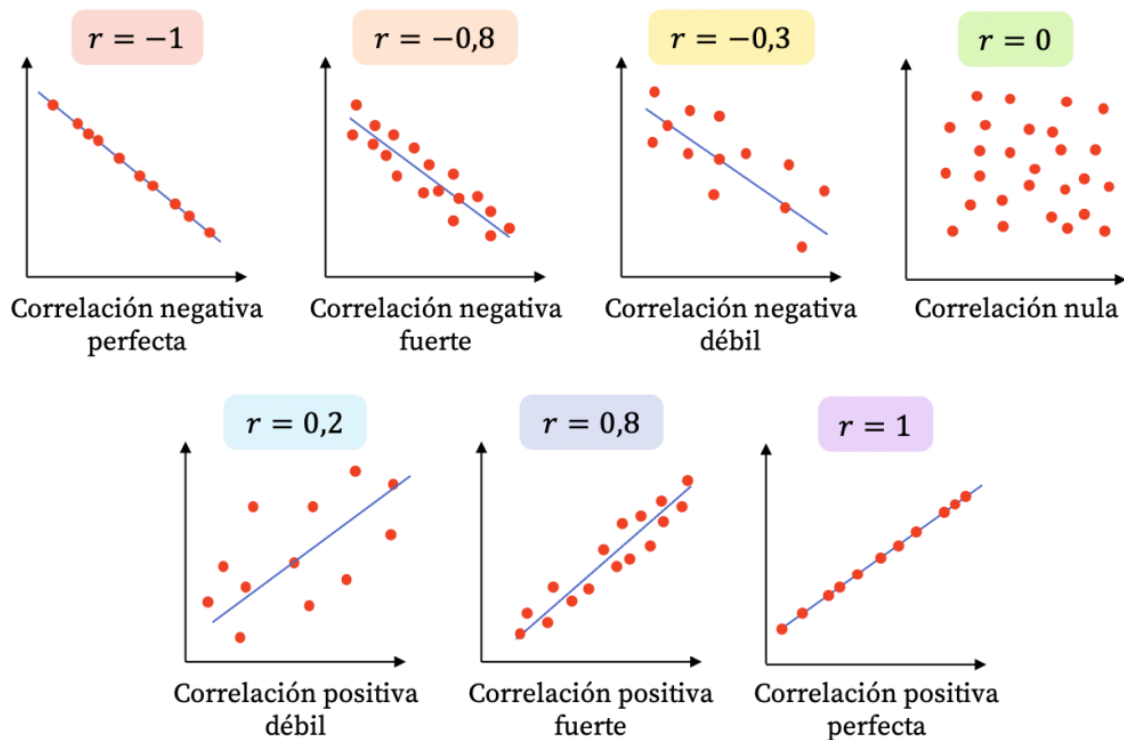 r = −1
r = −0,8
r = −0,3
r = 0
Correlación negativa
perfecta
Correlación negativa
fuerte
Correlación negativa
débil
Correlación nula
r = 0,2
r = 0,8
r = 1
Correlación positiva
débil
Correlación positiva
fuerte
Correlación positiva
perfecta